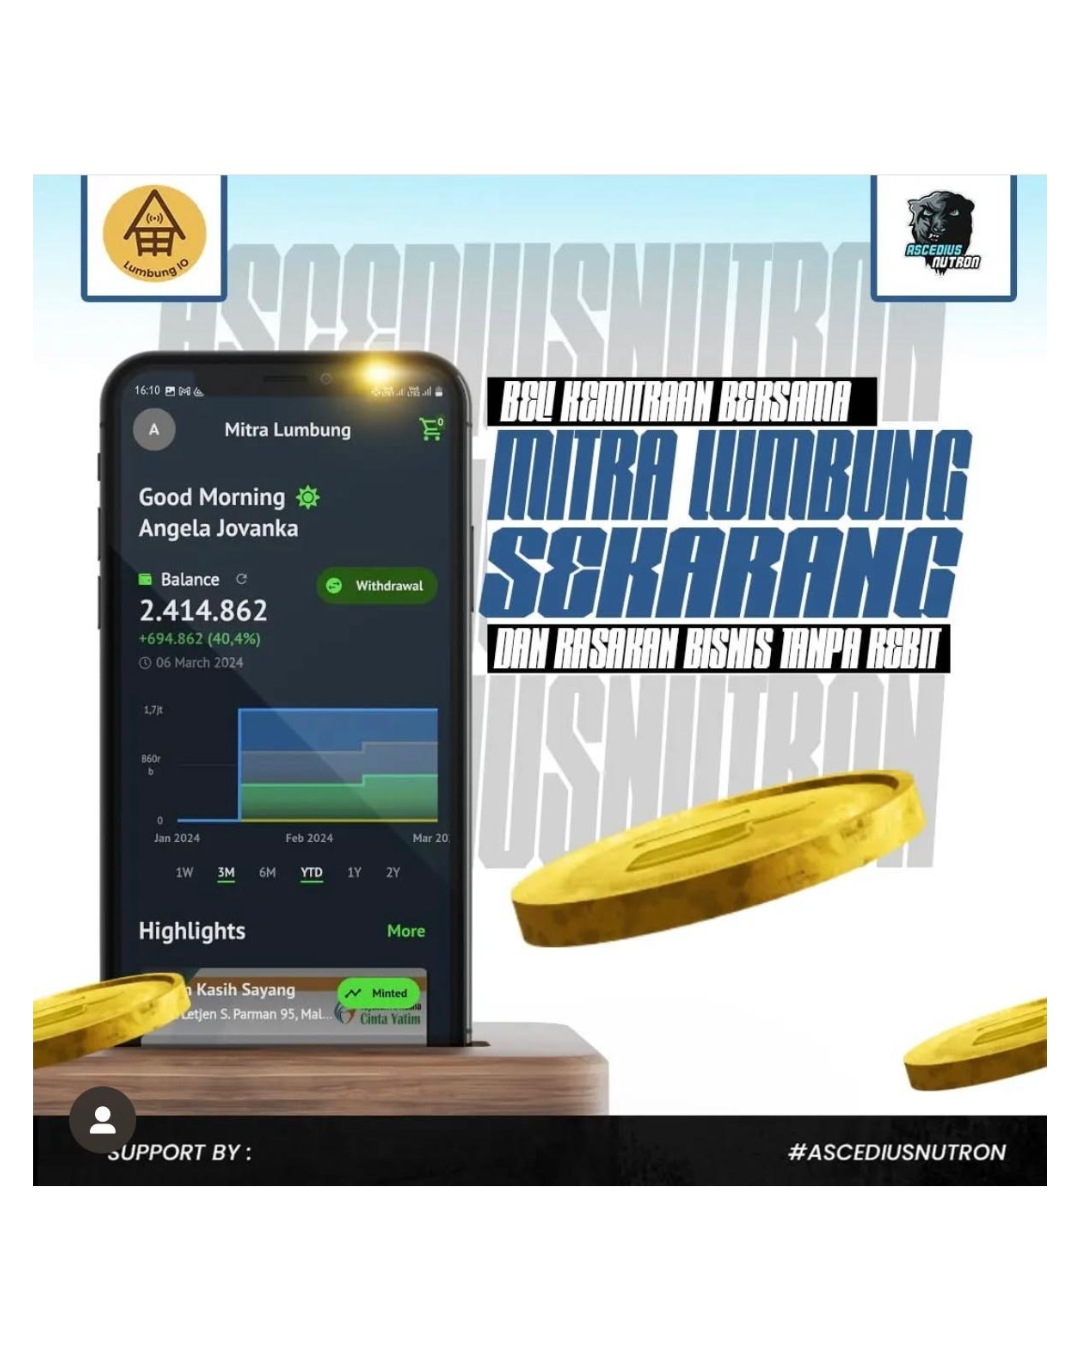 Lumbung IO
ASCEDIUS
NUTRON
ASCEDIUSNUTRON
BELI KEMITRAAN BERSAMA
MITRA LUMBUNG
SEKARANG
DAN RASAKAN BISNIS TANPA REBIT
16:10
A
Mitra Lumbung
0
Good Morning
Angela Jovanka
Balance
Withdrawal
2.414.862
+694.862 (40,4%)
06 March 2024
1,7jt
860r
b
0
Jan 2024 Feb 2024 Mar 20
1W 3M 6M YTD 1Y 2Y
Highlights More
Kasih Sayang
Minted
Letjen S. Parman 95, Mal...
Cinta Yatim
SUPPORT BY :
#ASCEDIUSNUTRON